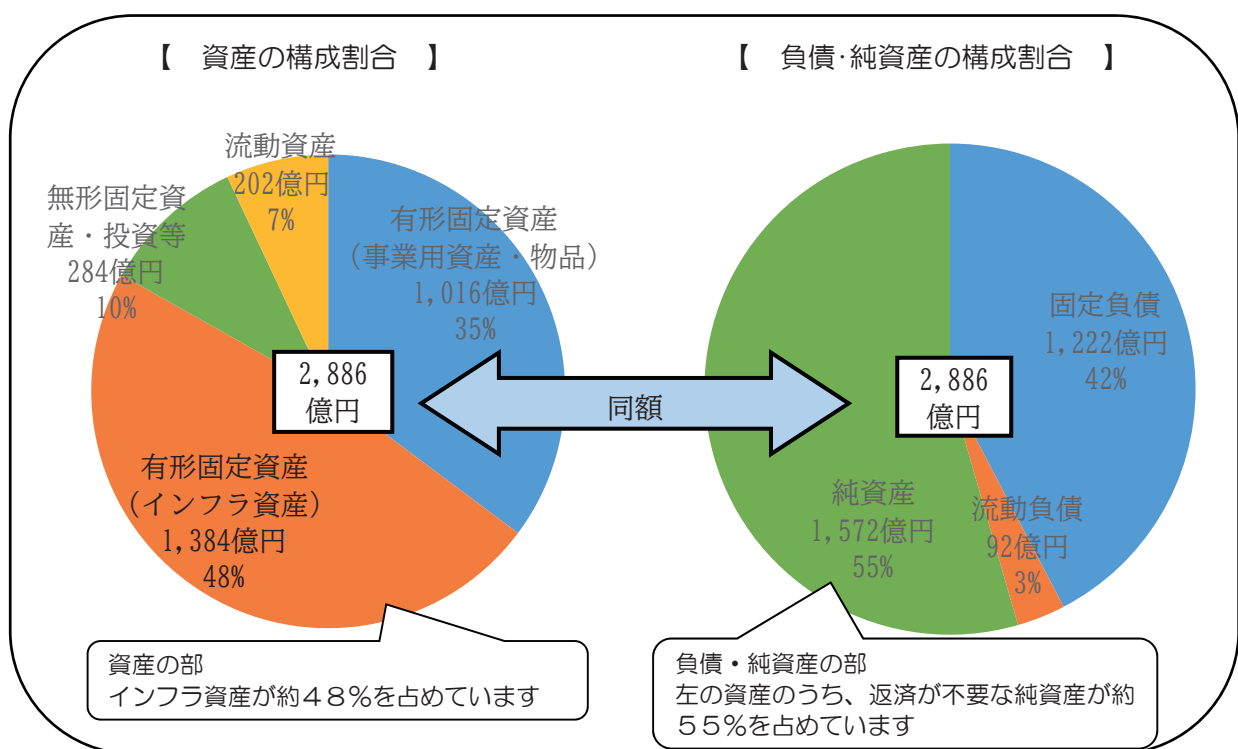 【　資産の構成割合　】
流動資産
202億円
7%
無形固定資
産・投資等
284億円
10%
有形固定資産
（事業用資産・物品）
1,016億円
35%
2,886
億円
有形固定資産
（インフラ資産）
1,384億円
48%
資産の部
インフラ資産が約４８％を占めています
同額
【　負債・純資産の構成割合　】
固定負債
1,222億円
42%
2,886
億円
純資産
1,572億円
55%
流動負債
92億円
3%
負債・純資産の部
左の資産のうち、返済が不要な純資産が約
５５％を占めています